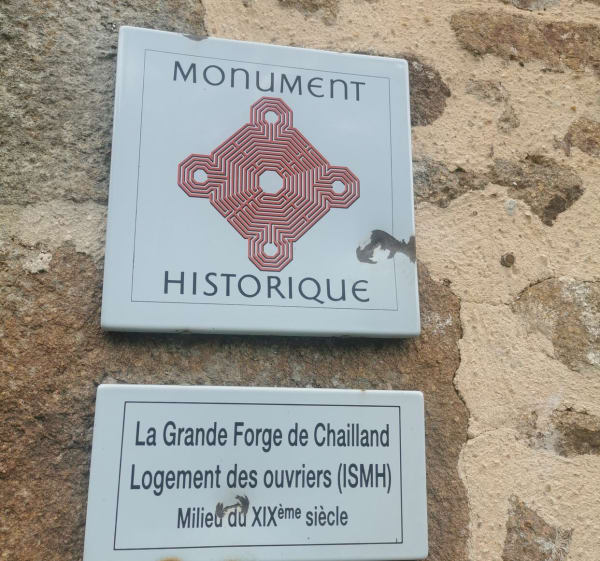 MONUMENT
HISTORIQUE
La Grande Forge de Chailland
Logement des ouvriers (ISMH)
Milieu du XIXème siècle